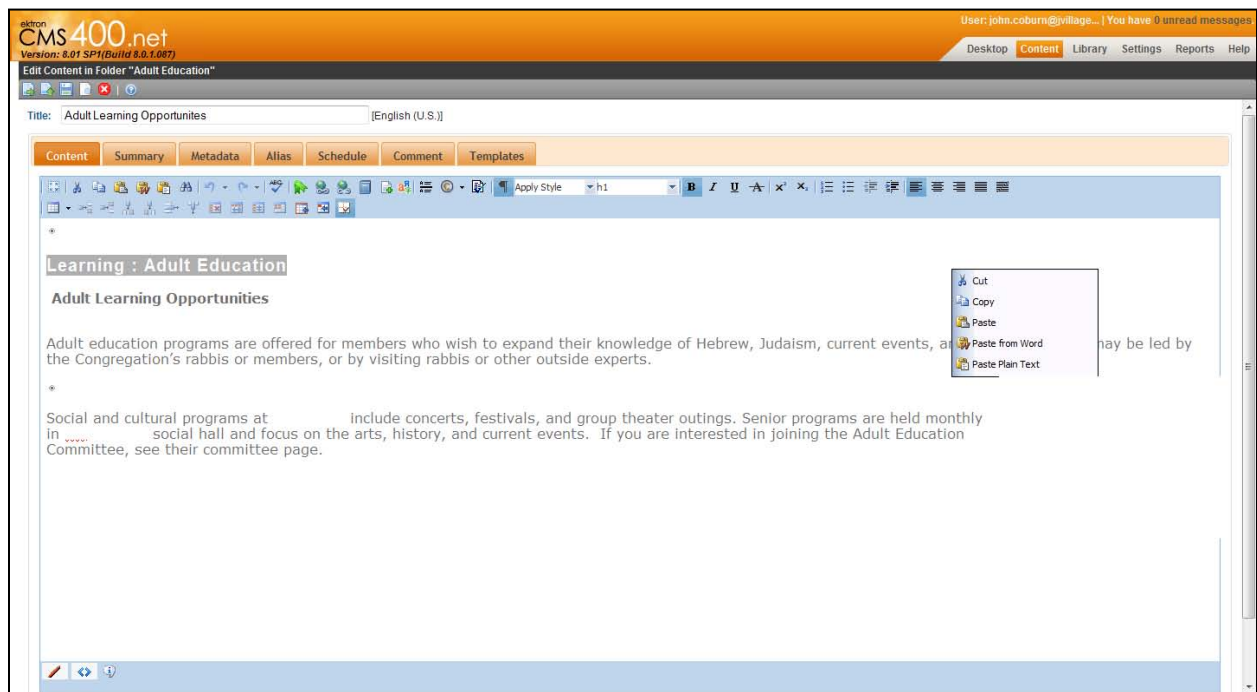 ektron
CMS400.net
Version: 8.01 SP1(Build 8.0.1.087)
User: john.coburn@jvillage... | You have 0 unread messages
Desktop Content Library Settings Reports Help
Edit Content in Folder "Adult Education"
Title: Adult Learning Opportunites [English (U.S.)]
Content Summary Metadata Alias Schedule Comment Templates
Apply Style h1 B I U A x² x₂
Learning : Adult Education
Adult Learning Opportunities
Adult education programs are offered for members who wish to expand their knowledge of Hebrew, Judaism, current events, may be led by
the Congregation's rabbis or members, or by visiting rabbis or other outside experts.
Cut
Copy
Paste
Paste from Word
Paste Plain Text
Social and cultural programs at include concerts, festivals, and group theater outings. Senior programs are held monthly
in social hall and focus on the arts, history, and current events. If you are interested in joining the Adult Education
Committee, see their committee page.